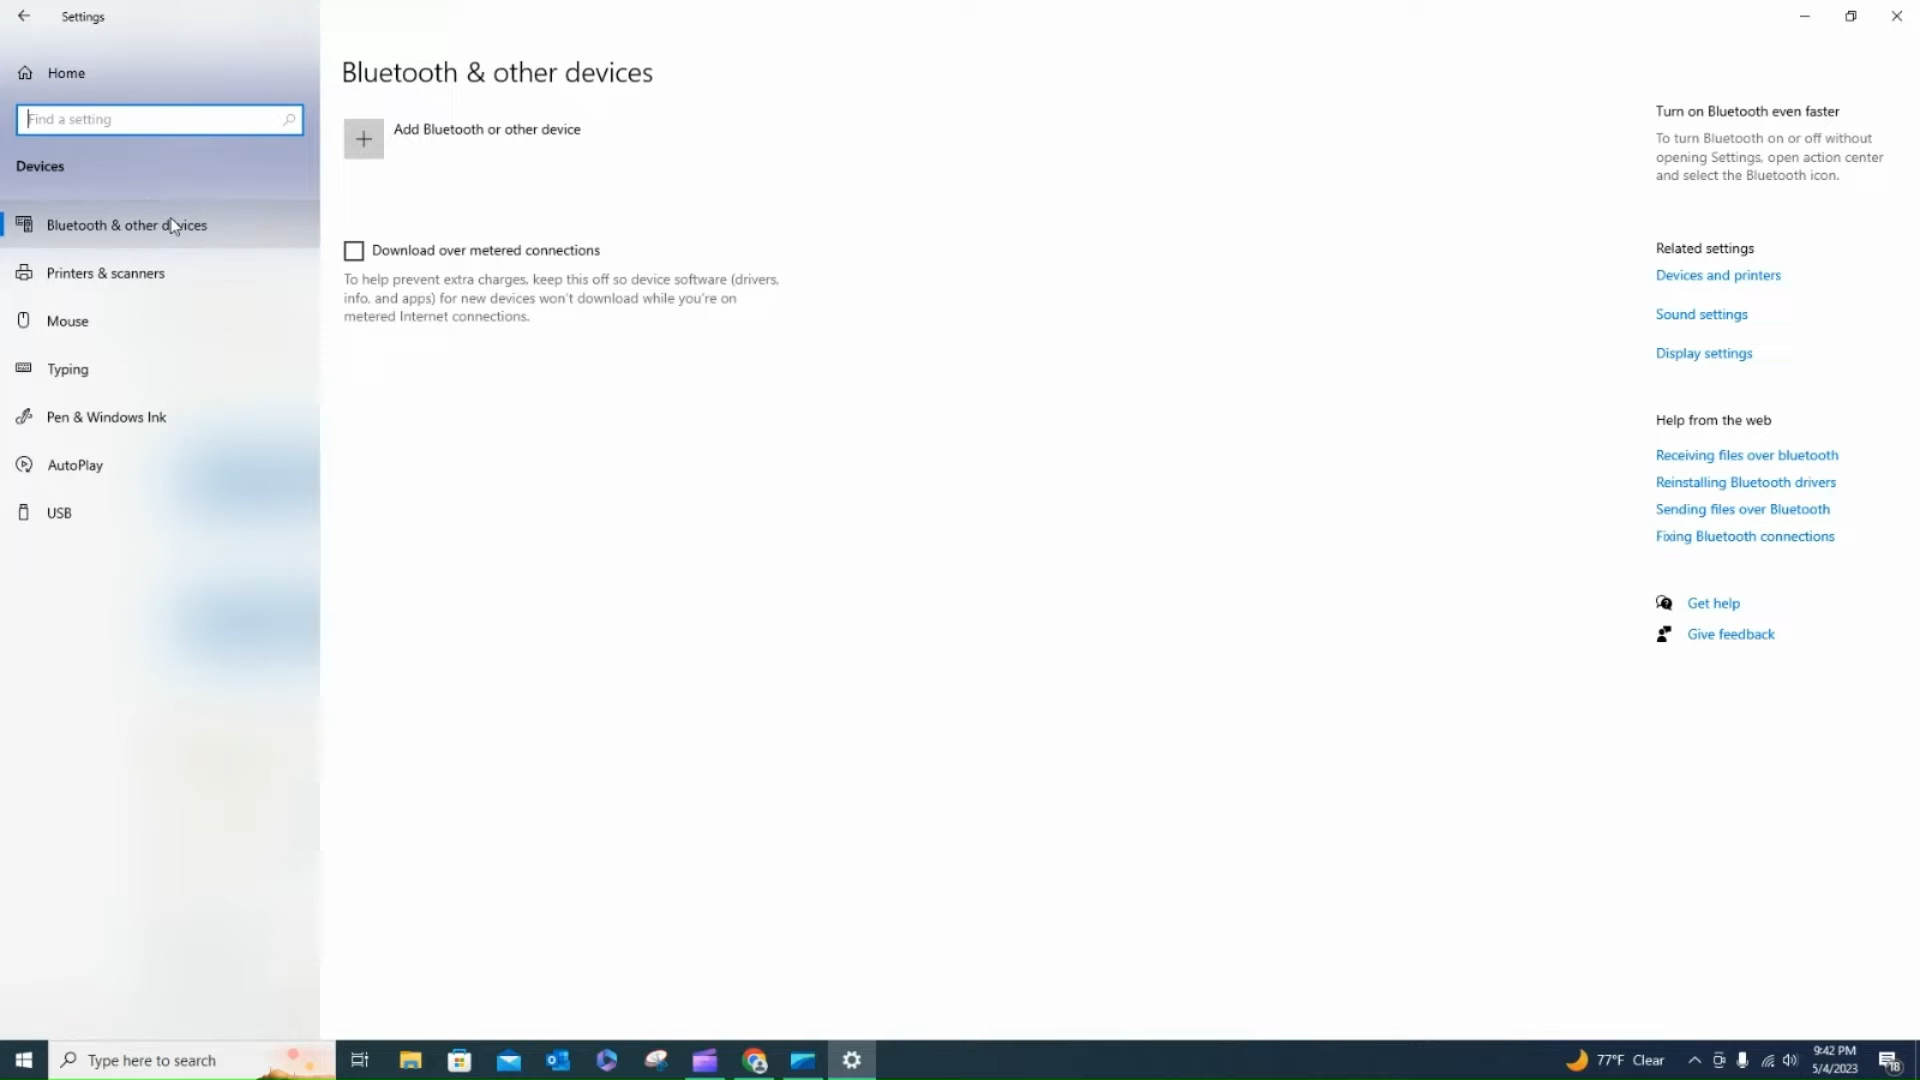 Settings
Home
Find a setting
Devices
Bluetooth & other devices
Printers & scanners
Mouse
Typing
Pen & Windows Ink
AutoPlay
USB
Bluetooth & other devices
Add Bluetooth or other device
Download over metered connections
To help prevent extra charges, keep this off so device software (drivers,
info, and apps) for new devices won't download while you're on
metered Internet connections.
Turn on Bluetooth even faster
To turn Bluetooth on or off without
opening Settings, open action center
and select the Bluetooth icon.
Related settings
Devices and printers
Sound settings
Display settings
Help from the web
Receiving files over bluetooth
Reinstalling Bluetooth drivers
Sending files over Bluetooth
Fixing Bluetooth connections
Get help
Give feedback
Type here to search
77°F Clear
9:42 PM
5/4/2023
18